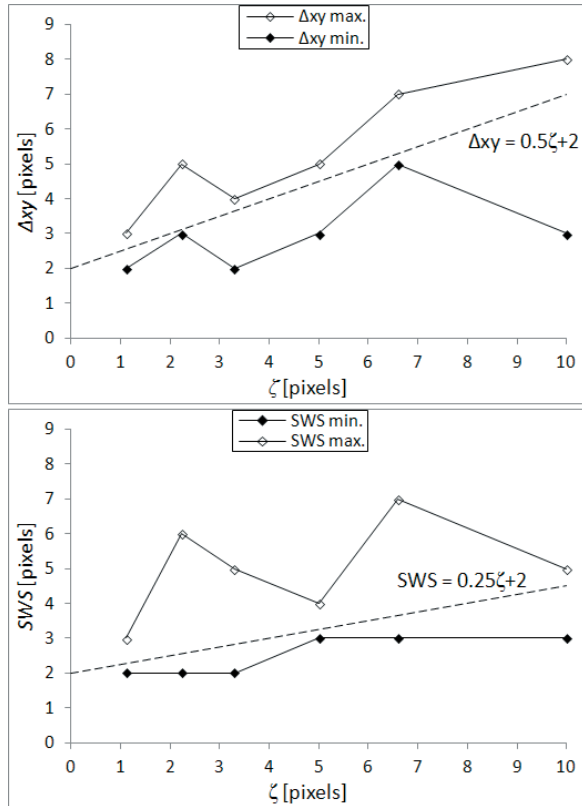 Δxy max.
Δxy min.
9
8
7
6
5
4
3
2
1
0
Δxy [pixels]
Δxy = 0.5ζ+2
0 1 2 3 4 5 6 7 8 9 10
ζ [pixels]
SWS min.
SWS max.
9
8
7
6
5
4
3
2
1
0
SWS [pixels]
SWS = 0.25ζ+2
0 1 2 3 4 5 6 7 8 9 10
ζ [pixels]